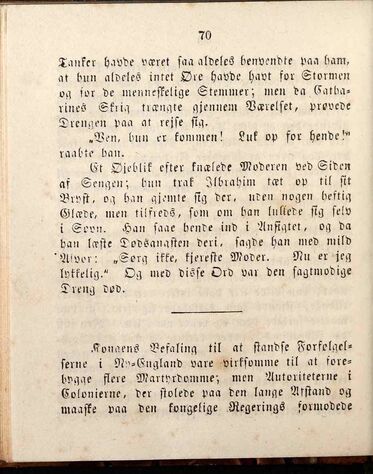 70
Tanker havde været saa aldeles henvendte paa ham,
at hun aldeles intet Øre havde havt for Stormen
og for de menneskelige Stemmer; men da Catha-
rines Skrig trængte gjennem Værelset, prøvede
Drengen paa at reise sig.
„Ven, hun er kommen! Luk op for hende!“
raabte han.
Et Øjeblik efter knælede Moderen ved Siden
af Sengen; hun trak Ilbrahim tæt op til sit
Bryst, og han gjemte sig der, uden nogen heftig
Glæde, men tilfreds, som om han lullede sig selv
i Søvn. Han saae hende ind i Ansigtet, og da
han læste Dødsangsten deri, sagde han med mild
Alvor: „Sørg ikke, kjereste Moder. Nu er jeg
lykkelig.“ Og med disse Ord var den sagtmodige
Dreng død.
Kongens Befaling til at standse Forfølgel-
serne i Ny-England vare virksomme til at fore-
bygge flere Martyrdomme; men Autoriteterne i
Colonierne, der stolede paa den lange Afstand og
maaske paa den kongelige Regerings formodede